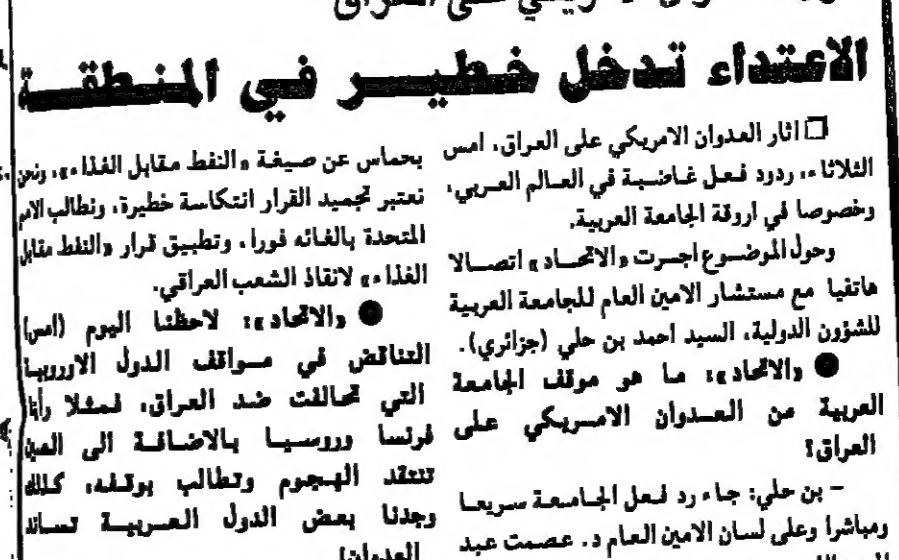 الامريكي على العراق
الاعتداء تدخل خطير في المنطقة
اثار العدوان الامريكي على العراق، امس
الثلاثاء، ردود فعل غاضبة في العالم العربي،
وخصوصا في اروقة الجامعة العربية.
وحول الموضوع اجرت «الاتحاد» اتصالا
هاتفيا مع مستشار الامين العام للجامعة العربية
للشؤون الدولية، السيد احمد بن حلي (جزائري).
«الاتحاد»: ما هو موقف الجامعة
العربية من العدوان الامريكي على
العراق؟
- بن حلي: جاء رد فعل الجامعة سريعا
ومباشرا وعلى لسان الامين العام د. عصمت عبد
بحماس عن صيغة «النفط مقابل الغذاء»، ونحن
نعتبر تجميد القرار انتكاسة خطيرة، ونطالب الامم
المتحدة بالغائه فورا، وتطبيق قرار «النفط مقابل
الغذاء» لانقاذ الشعب العراقي.
«الاتحاد»: لاحظنا اليوم (امس)
التناقض في مواقف الدول الاوروبية
التي تحالفت ضد العراق، فمثلا رأينا
فرنسا وروسيا بالاضافة الى الصين
تنتقد الهجوم وتطالب بوقفه، كذلك
وجدنا بعض الدول العربية تساند
العدوان!